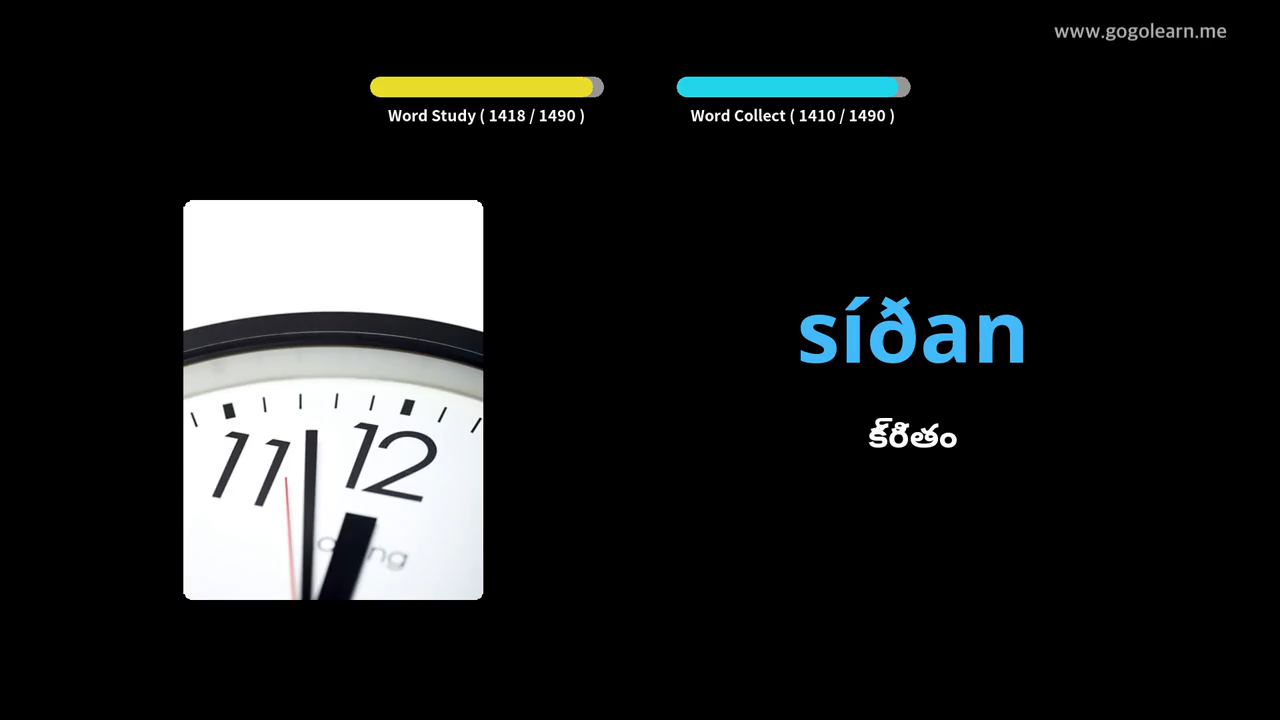 www.gogolearn.me
Word Study ( 1418 / 1490 )
Word Collect ( 1410 / 1490 )
11 12
síðan
క్రితం